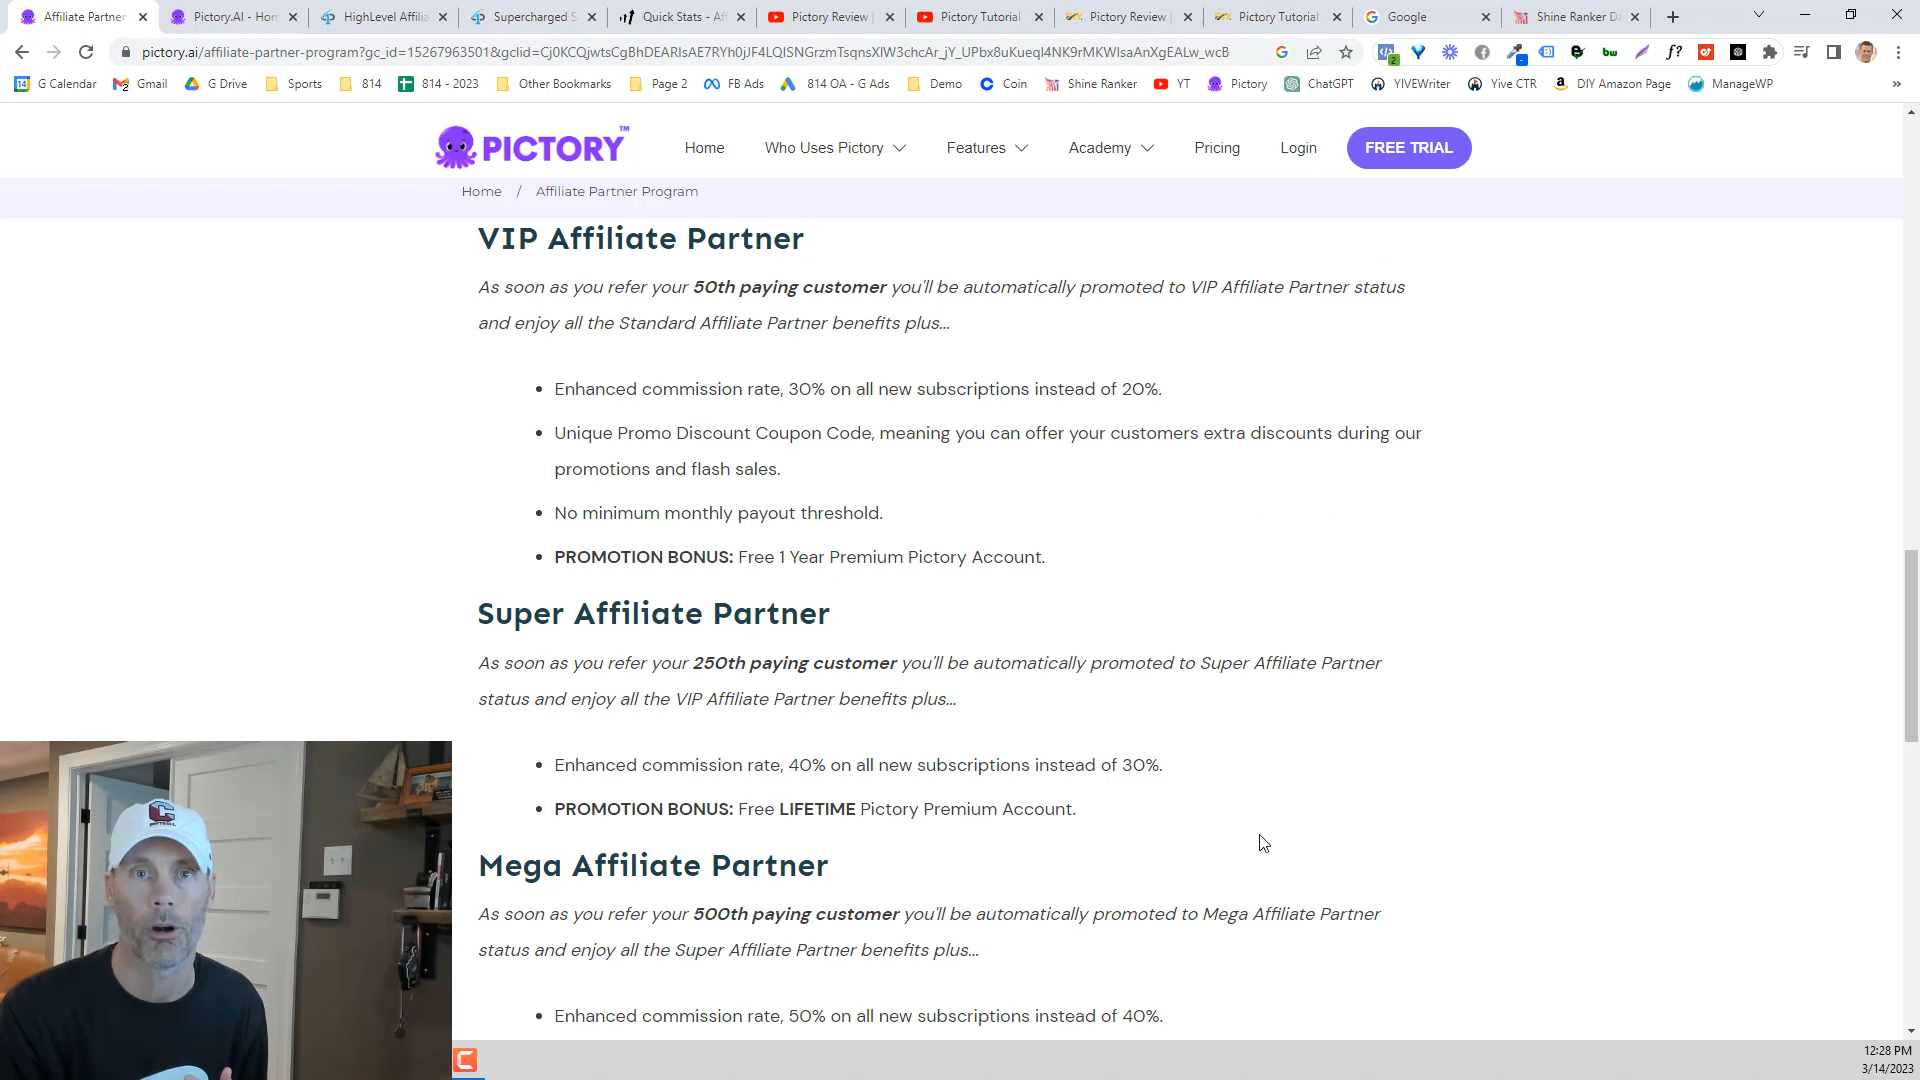 Affiliate Partner
Pictory.AI - Hom
HighLevel Affilia
Supercharged S
Quick Stats - Aff
Pictory Review |
Pictory Tutorial
Pictory Review |
Pictory Tutorial
Google
Shine Ranker Da
pictory.ai/affiliate-partner-program?gc_id=15267963501&gclid=Cj0KCQjwtsCgBhDEARIsAE7RYh0jJF4LQISNGrzmTsqnsXlW3chcAr_jY_UPbx8uKueqI4NK9rMKWIsaAnXgEALw_wcB
G Calendar
Gmail
G Drive
Sports
814
814 - 2023
Other Bookmarks
Page 2
FB Ads
814 OA - G Ads
Demo
Coin
Shine Ranker
YT
Pictory
ChatGPT
YIVEWriter
Yive CTR
DIY Amazon Page
ManageWP
PICTORY™
Home
Who Uses Pictory
Features
Academy
Pricing
Login
FREE TRIAL
Home / Affiliate Partner Program
VIP Affiliate Partner
As soon as you refer your 50th paying customer you'll be automatically promoted to VIP Affiliate Partner status
and enjoy all the Standard Affiliate Partner benefits plus...
• Enhanced commission rate, 30% on all new subscriptions instead of 20%.
• Unique Promo Discount Coupon Code, meaning you can offer your customers extra discounts during our
promotions and flash sales.
• No minimum monthly payout threshold.
• PROMOTION BONUS: Free 1 Year Premium Pictory Account.
Super Affiliate Partner
As soon as you refer your 250th paying customer you'll be automatically promoted to Super Affiliate Partner
status and enjoy all the VIP Affiliate Partner benefits plus...
• Enhanced commission rate, 40% on all new subscriptions instead of 30%.
• PROMOTION BONUS: Free LIFETIME Pictory Premium Account.
Mega Affiliate Partner
As soon as you refer your 500th paying customer you'll be automatically promoted to Mega Affiliate Partner
status and enjoy all the Super Affiliate Partner benefits plus...
• Enhanced commission rate, 50% on all new subscriptions instead of 40%.
12:28 PM
3/14/2023